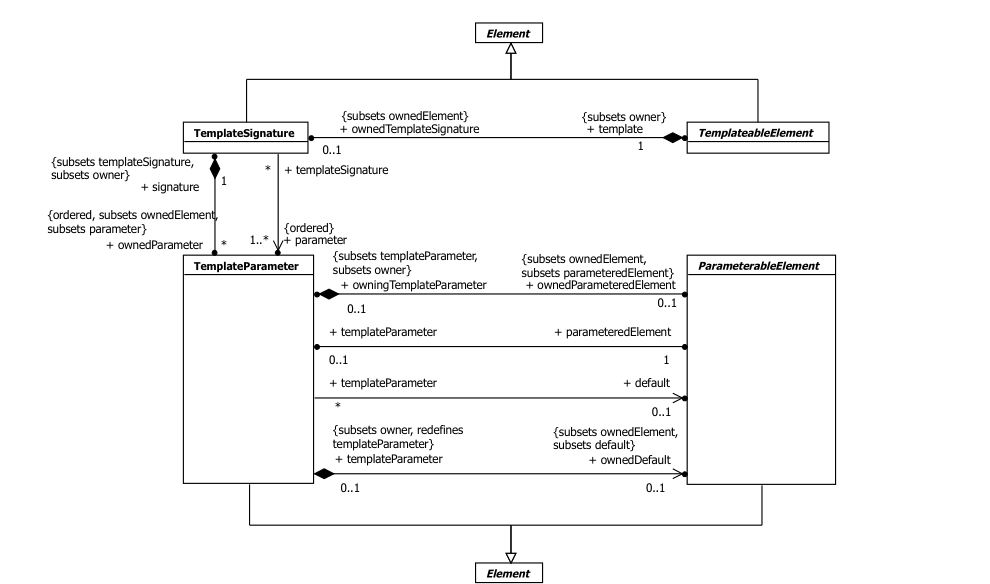 Element
{subsets ownedElement}
+ ownedTemplateSignature
0..1
{subsets owner}
+ template
1
TemplateSignature
TemplateableElement
{subsets templateSignature,
subsets owner}
+ signature
1
*
+ templateSignature
{ordered, subsets ownedElement,
subsets parameter}
+ ownedParameter
*
1..*
{ordered}
+ parameter
TemplateParameter
ParameterableElement
{subsets templateParameter,
subsets owner}
+ owningTemplateParameter
0..1
{subsets ownedElement,
subsets parameteredElement}
+ ownedParameteredElement
0..1
+ templateParameter
0..1
+ parameteredElement
1
+ templateParameter
*
+ default
0..1
{subsets owner, redefines
templateParameter}
+ templateParameter
0..1
{subsets ownedElement,
subsets default}
+ ownedDefault
0..1
Element